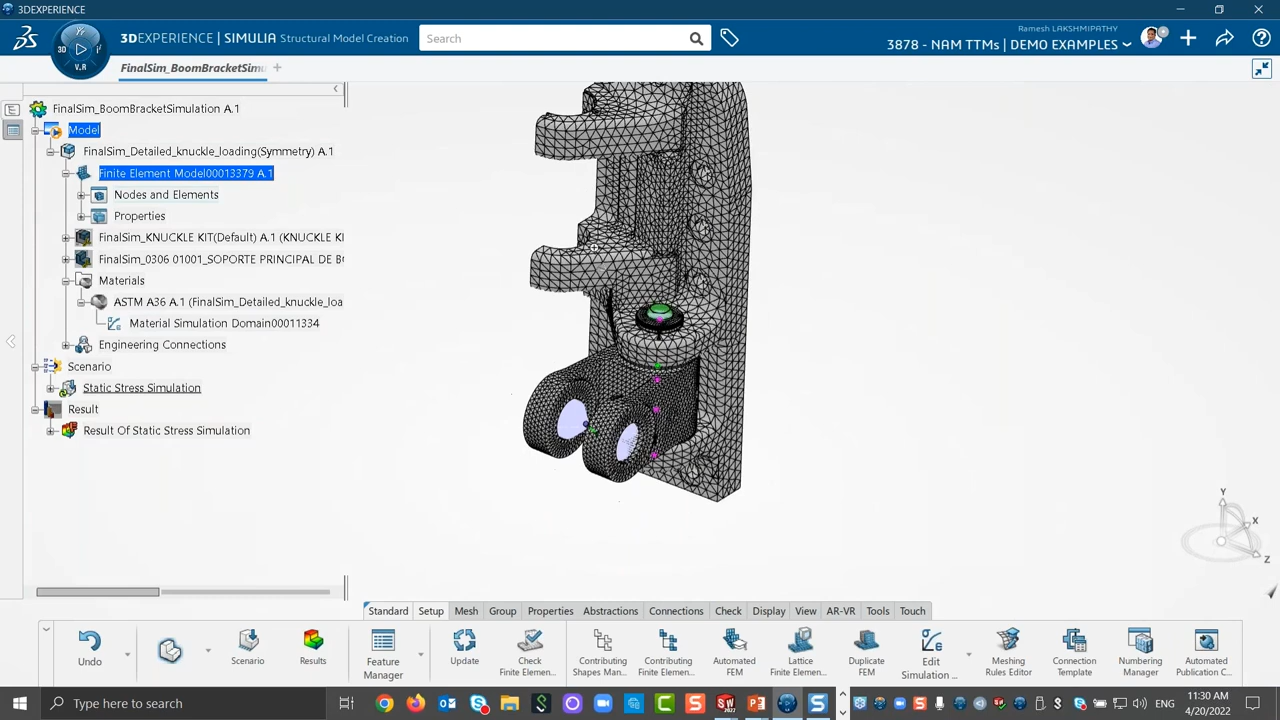 3DEXPERIENCE
3DEXPERIENCE | SIMULIA Structural Model Creation
Search
Ramesh LAKSHMIPATHY
3878 - NAM TTMs | DEMO EXAMPLES
3D
V.R
FinalSim_BoomBracketSimu
FinalSim_BoomBracketSimulation A.1
Model
FinalSim_Detailed_knuckle_loading(Symmetry) A.1
Finite Element Model00013379 A.1
Nodes and Elements
Properties
FinalSim_KNUCKLE KIT(Default) A.1 (KNUCKLE KI
FinalSim_0306 01001_SOPORTE PRINCIPAL DE B
Materials
ASTM A36 A.1 (FinalSim_Detailed_knuckle_loa
Material Simulation Domain00011334
Engineering Connections
Scenario
Static Stress Simulation
Result
Result Of Static Stress Simulation
Y
X
Z
Standard Setup Mesh Group Properties Abstractions Connections Check Display View AR-VR Tools Touch
Undo
Scenario
Results
Feature Manager
Update
Check Finite Elemen...
Contributing Shapes Man...
Contributing Finite Elemen...
Automated FEM
Lattice Finite Elemen...
Duplicate FEM
Edit Simulation ...
Meshing Rules Editor
Connection Template
Numbering Manager
Automated Publication C...
Type here to search
ENG
11:30 AM
4/20/2022